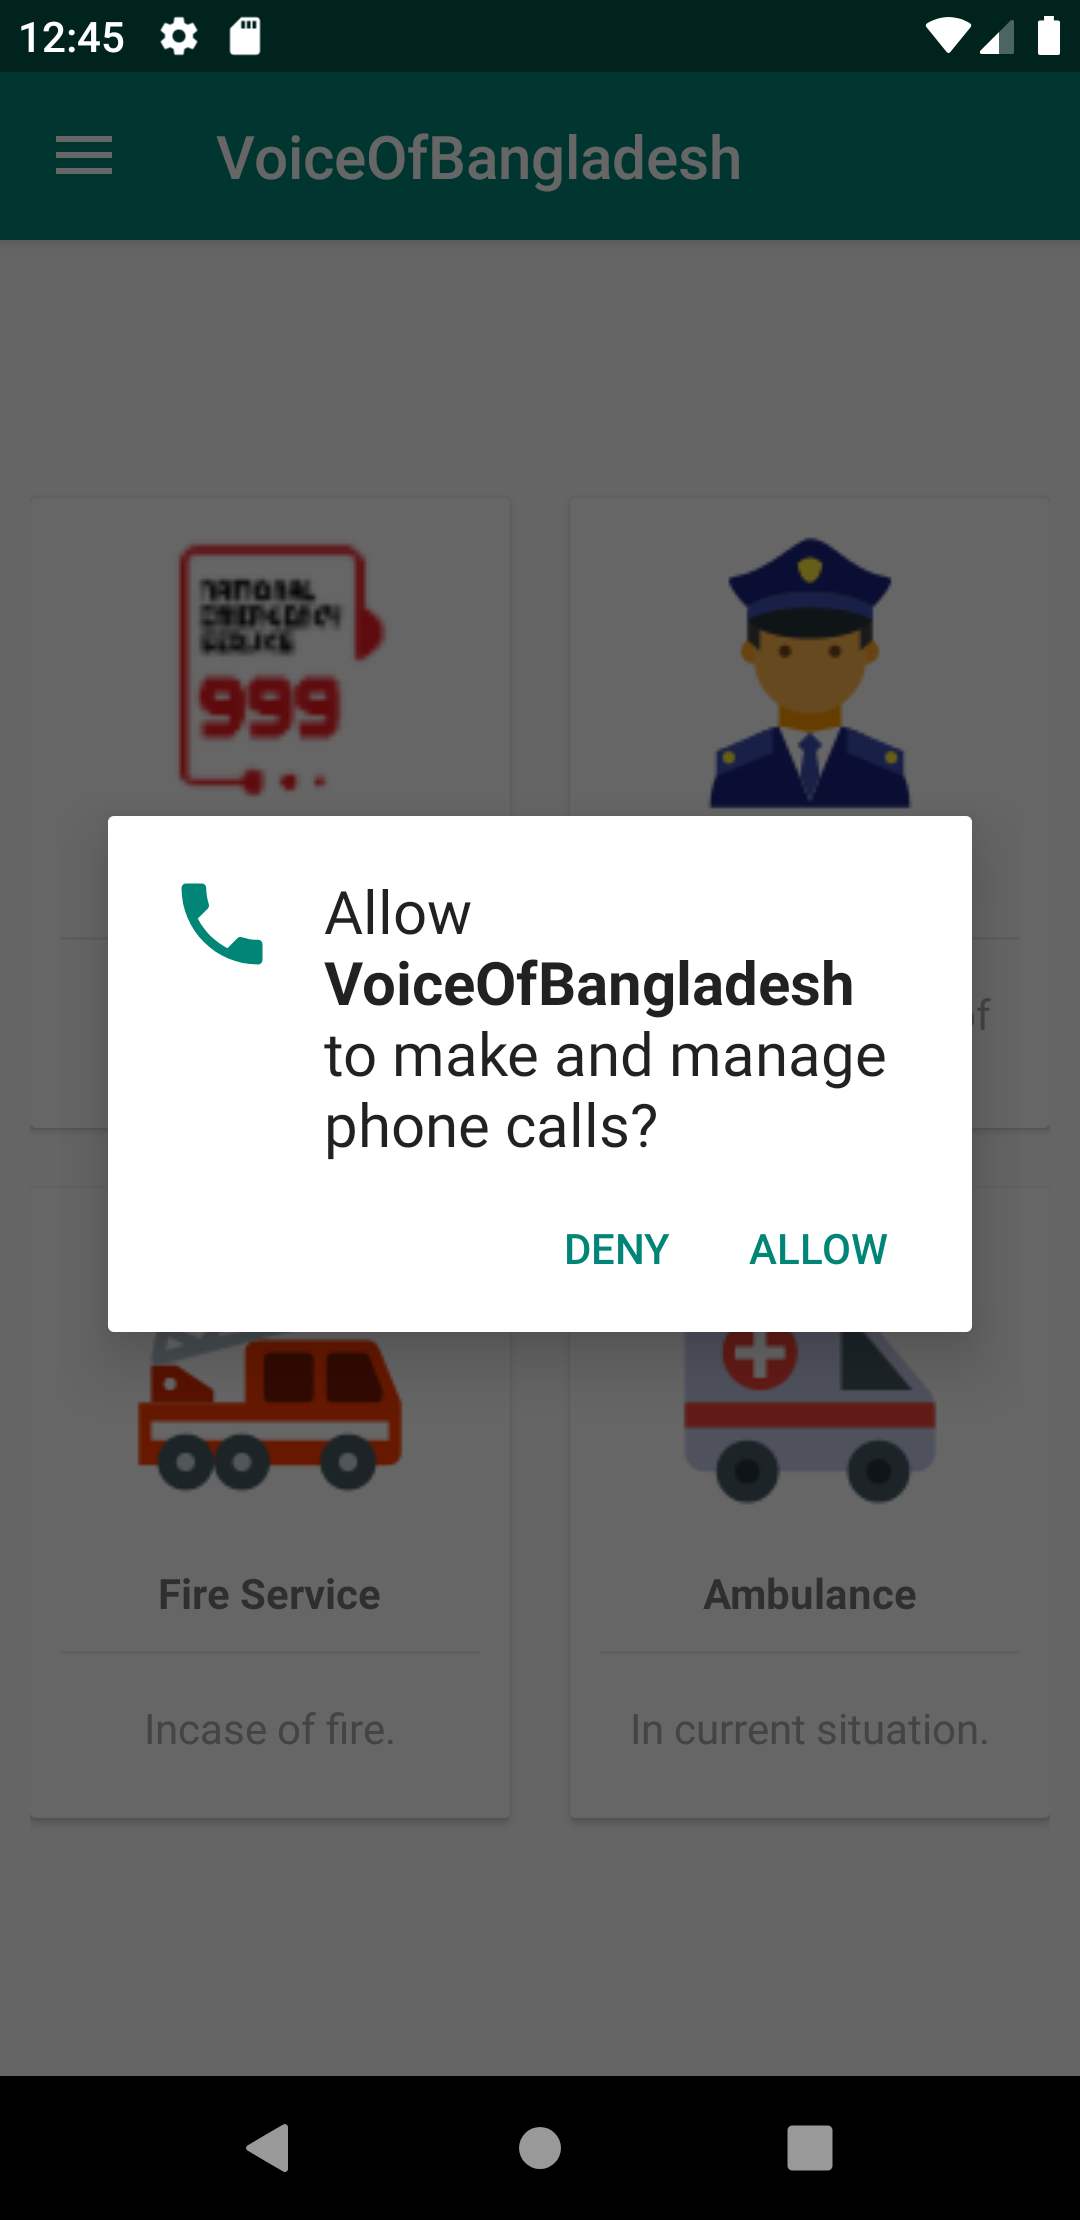 12:45
VoiceOfBangladesh
NATIONAL
EMERGENCY
SERVICE
999
Allow
VoiceOfBangladesh
to make and manage
phone calls?
of
DENY ALLOW
Fire Service
Ambulance
Incase of fire.
In current situation.